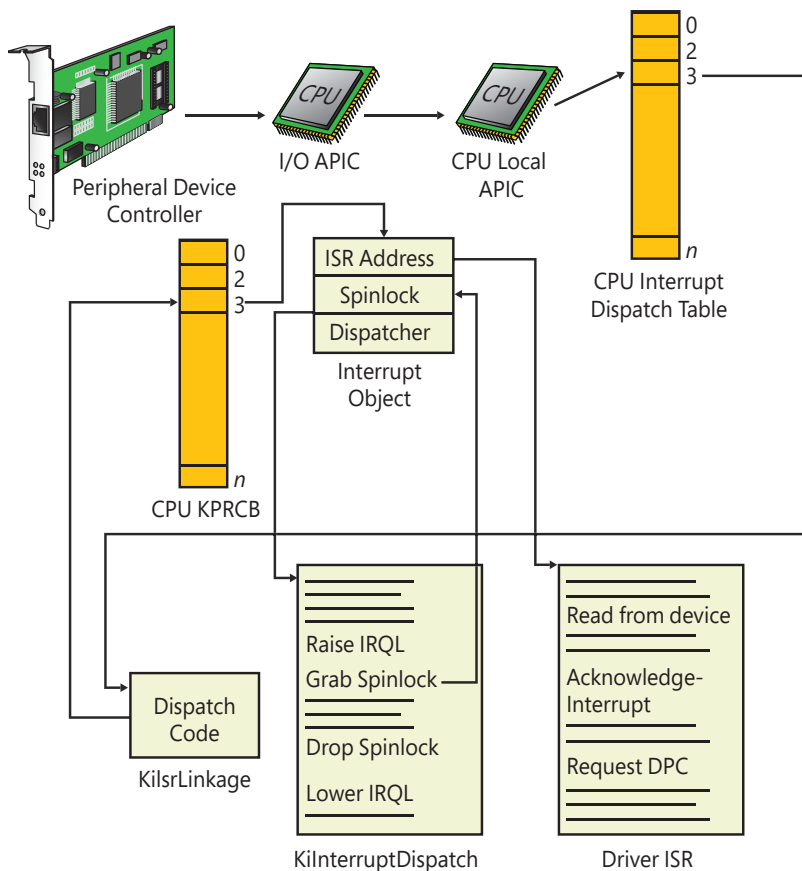 CPU
CPU
0
2
3
n
Peripheral Device
Controller
I/O APIC
CPU Local
APIC
CPU Interrupt
Dispatch Table
0
2
3
n
CPU KPRCB
ISR Address
Spinlock
Dispatcher
Interrupt
Object
Dispatch
Code
KiIsrLinkage
Raise IRQL
Grab Spinlock
Drop Spinlock
Lower IRQL
KiInterruptDispatch
Read from device
Acknowledge-
Interrupt
Request DPC
Driver ISR